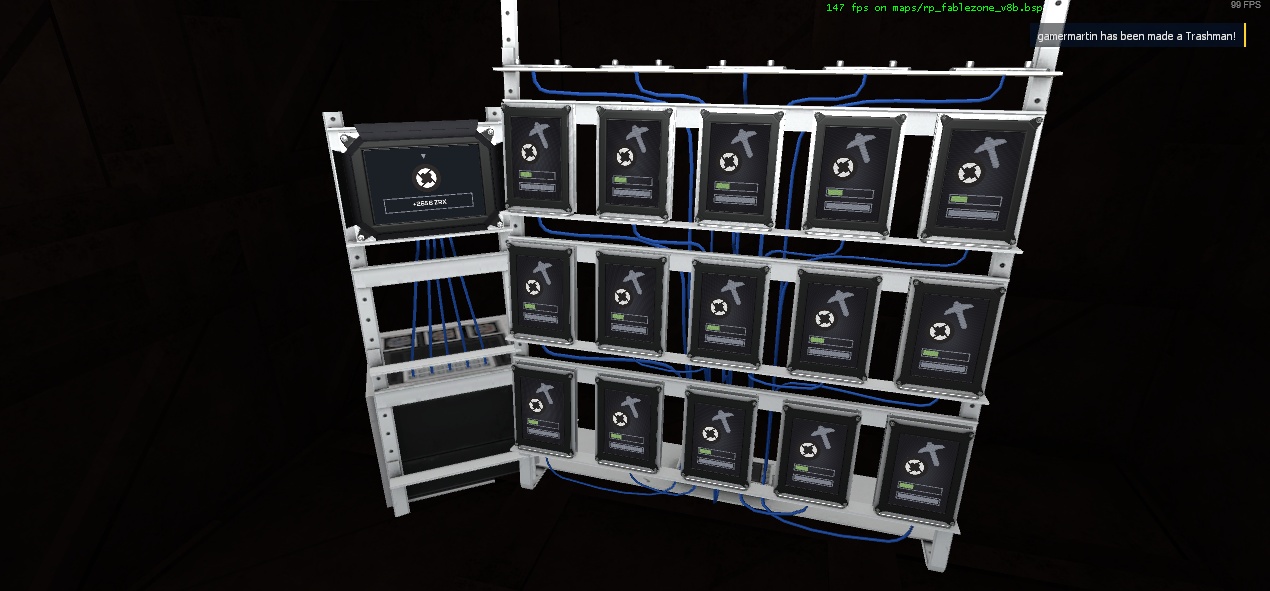 147 fps on maps/rp_fablezone_v8b.bsp
99 FPS
gamermartin has been made a Trashman!